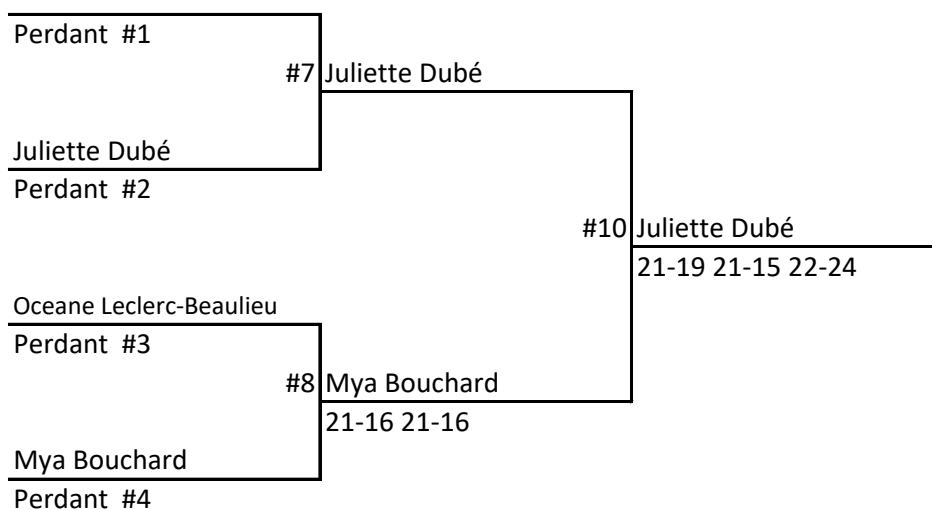 Perdant #1
#7 Juliette Dubé
Juliette Dubé
Perdant #2
#10 Juliette Dubé
21-19 21-15 22-24
Oceane Leclerc-Beaulieu
Perdant #3
#8 Mya Bouchard
21-16 21-16
Mya Bouchard
Perdant #4